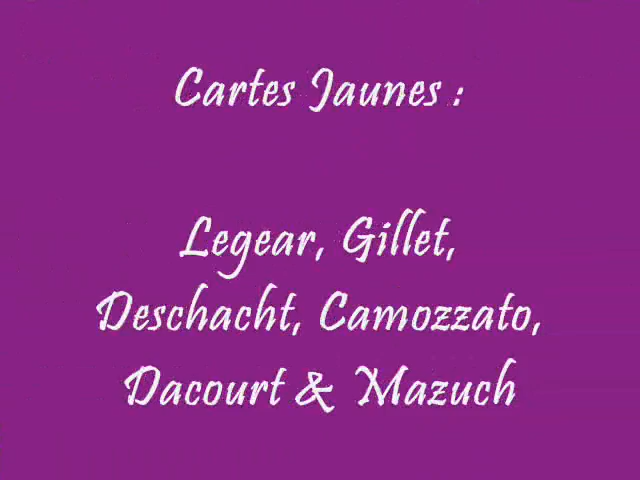 Cartes Jaunes :
Legear, Gillet,
Deschacht, Camozzato,
Dacourt & Mazuch